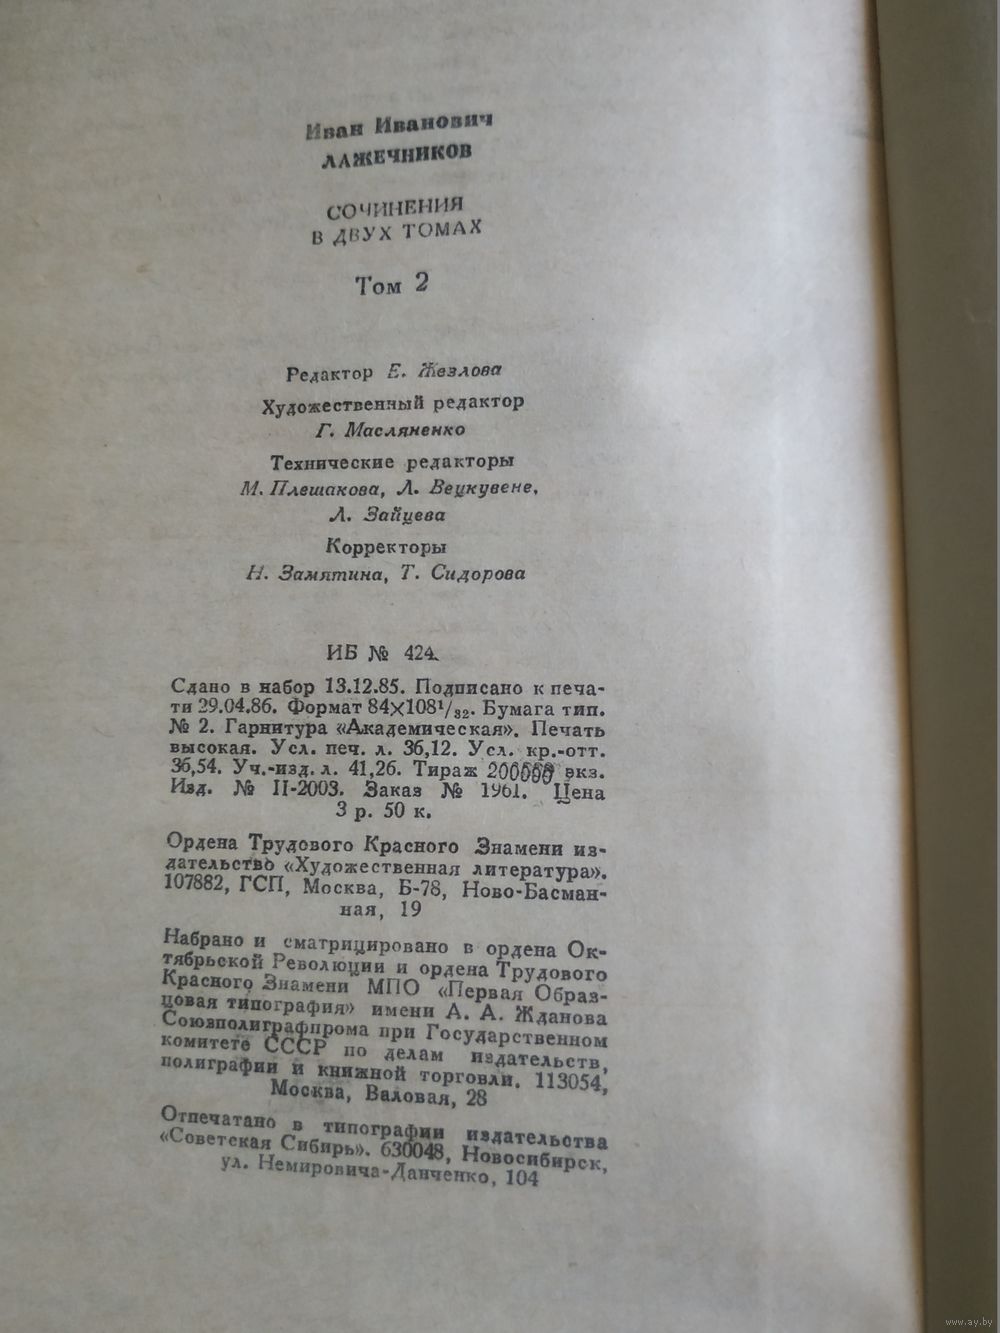 Иван Иванович
ЛАЖЕЧНИКОВ
СОЧИНЕНИЯ
В ДВУХ ТОМАХ
Том 2
Редактор Е. Жезлова
Художественный редактор
Г. Масляненко
Технические редакторы
М. Плешакова, Л. Вецкувене,
Л. Зайцева
Корректоры
Н. Замятина, Т. Сидорова
ИБ №
Сдано в набор 13.12.85. Подписано к печа-
ти 29.04.86. Формат 84×108¹/₃₂. Бумага тип.
№ 2. Гарнитура «Академическая». Печать
высокая. Усл. печ. л. 36,12. Усл. кр.-отт.
36,54. Уч.-изд. л. 41,26. Тираж 200000 экз.
Изд. № II-2003. Заказ № 1961. Цена
3 р. 50 к.
Ордена Трудового Красного Знамени из-
дательство «Художественная литература».
107882, ГСП, Москва, Б-78, Ново-Басман-
ная, 19
Набрано и сматрицировано в ордена Ок-
тябрьской Революции и ордена Трудового
Красного Знамени МПО «Первая Образ-
цовая типография» имени А. А. Жданова
Союзполиграфпрома при Государственном
комитете СССР по делам издательств,
полиграфии и книжной торговли. 113054,
Москва, Валовая, 28
Отпечатано в типографии издательства
«Советская Сибирь». 630048, Новосибирск,
ул. Немировича-Данченко, 104
www.ay.by